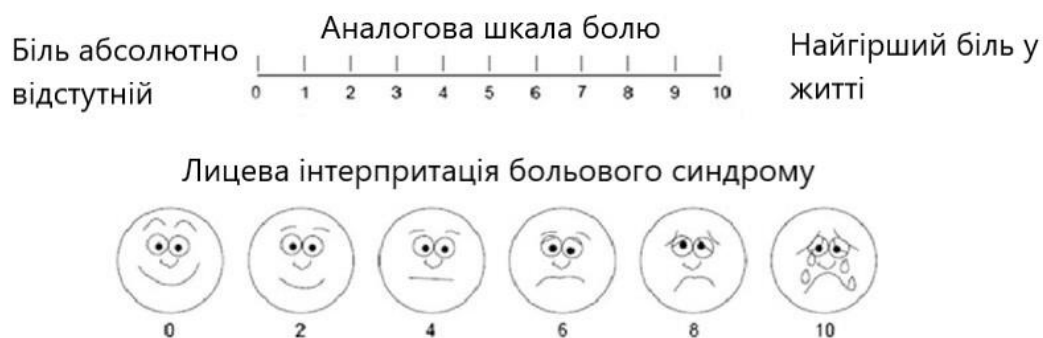 Аналогова шкала болю
Біль абсолютно
відстутній
Найгірший біль у
житті
0 1 2 3 4 5 6 7 8 9 10
Лицева інтерпритація больового синдрому
0 2 4 6 8 10